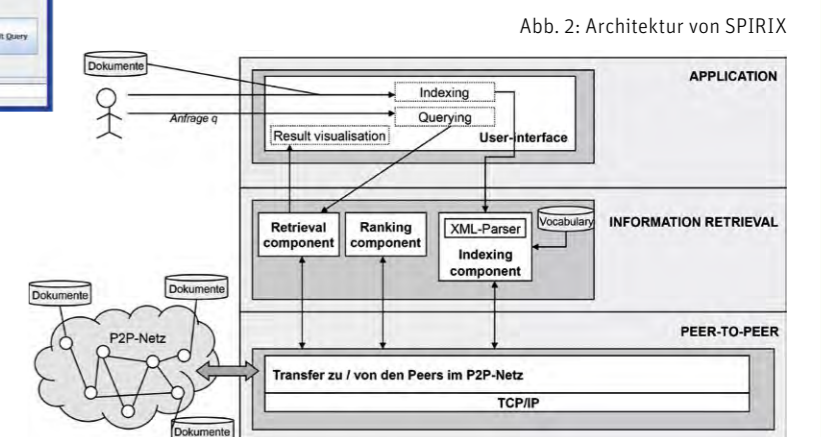 Query
Abb. 2: Architektur von SPIRIX
Dokumente
APPLICATION
Indexing
Anfrage q
Querying
Result visualisation
User-interface
Retrieval
component
Ranking
component
XML-Parser
Indexing
component
Vocabulary
INFORMATION RETRIEVAL
Dokumente
Dokumente
P2P-Netz
Dokumente
PEER-TO-PEER
Transfer zu / von den Peers im P2P-Netz
TCP/IP